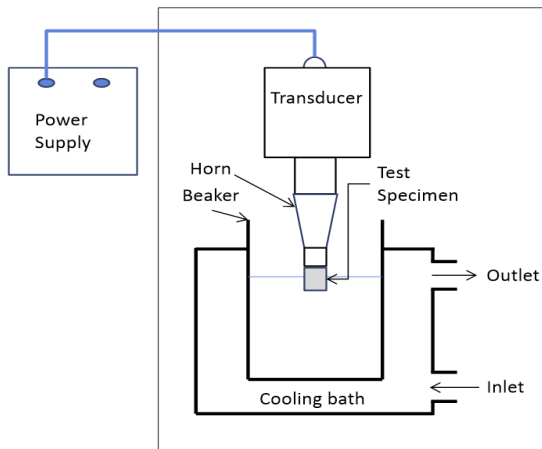 Transducer
Power
Supply
Horn
Beaker
Test
Specimen
Outlet
Inlet
Cooling bath